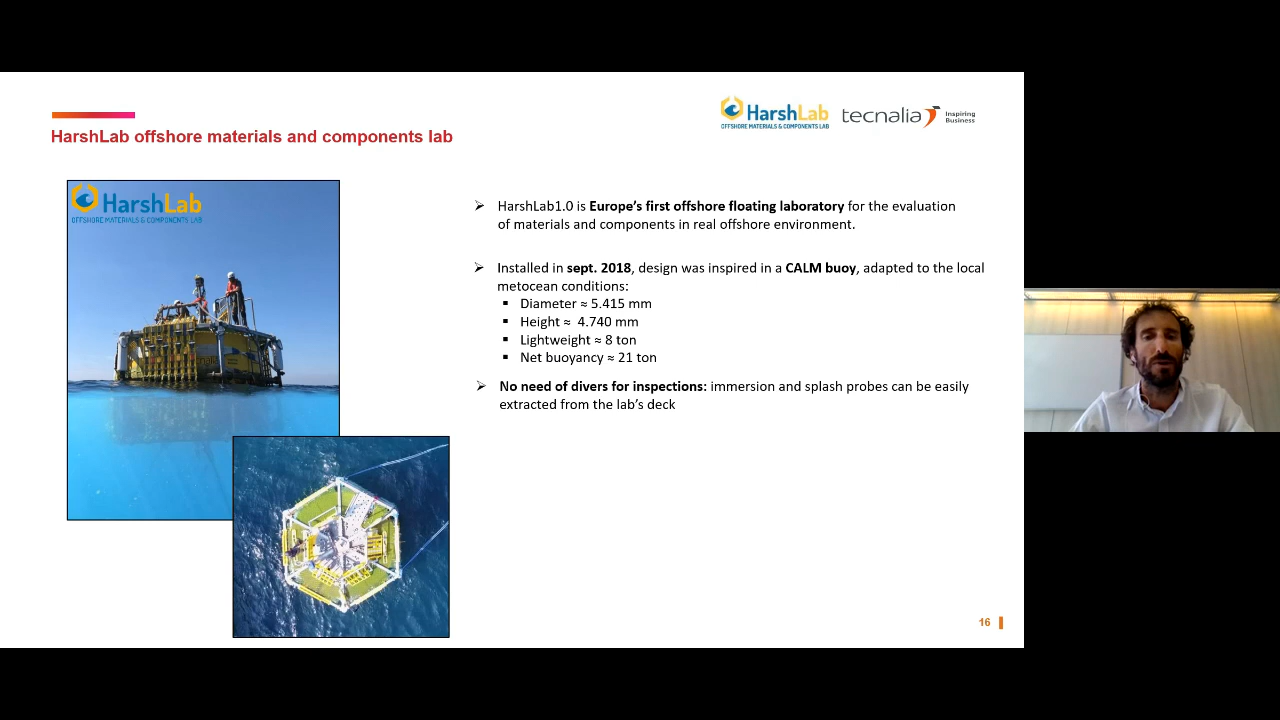 HarshLab
OFFSHORE MATERIALS & COMPONENTS LAB
tecnalia
Inspiring
Business
HarshLab offshore materials and components lab
HarshLab
OFFSHORE MATERIALS & COMPONENTS LAB
➢ HarshLab1.0 is Europe’s first offshore floating laboratory for the evaluation
of materials and components in real offshore environment.
➢ Installed in sept. 2018, design was inspired in a CALM buoy, adapted to the local
metocean conditions:
▪ Diameter ≈ 5.415 mm
▪ Height ≈ 4.740 mm
▪ Lightweight ≈ 8 ton
▪ Net buoyancy ≈ 21 ton
➢ No need of divers for inspections: immersion and splash probes can be easily
extracted from the lab’s deck
16